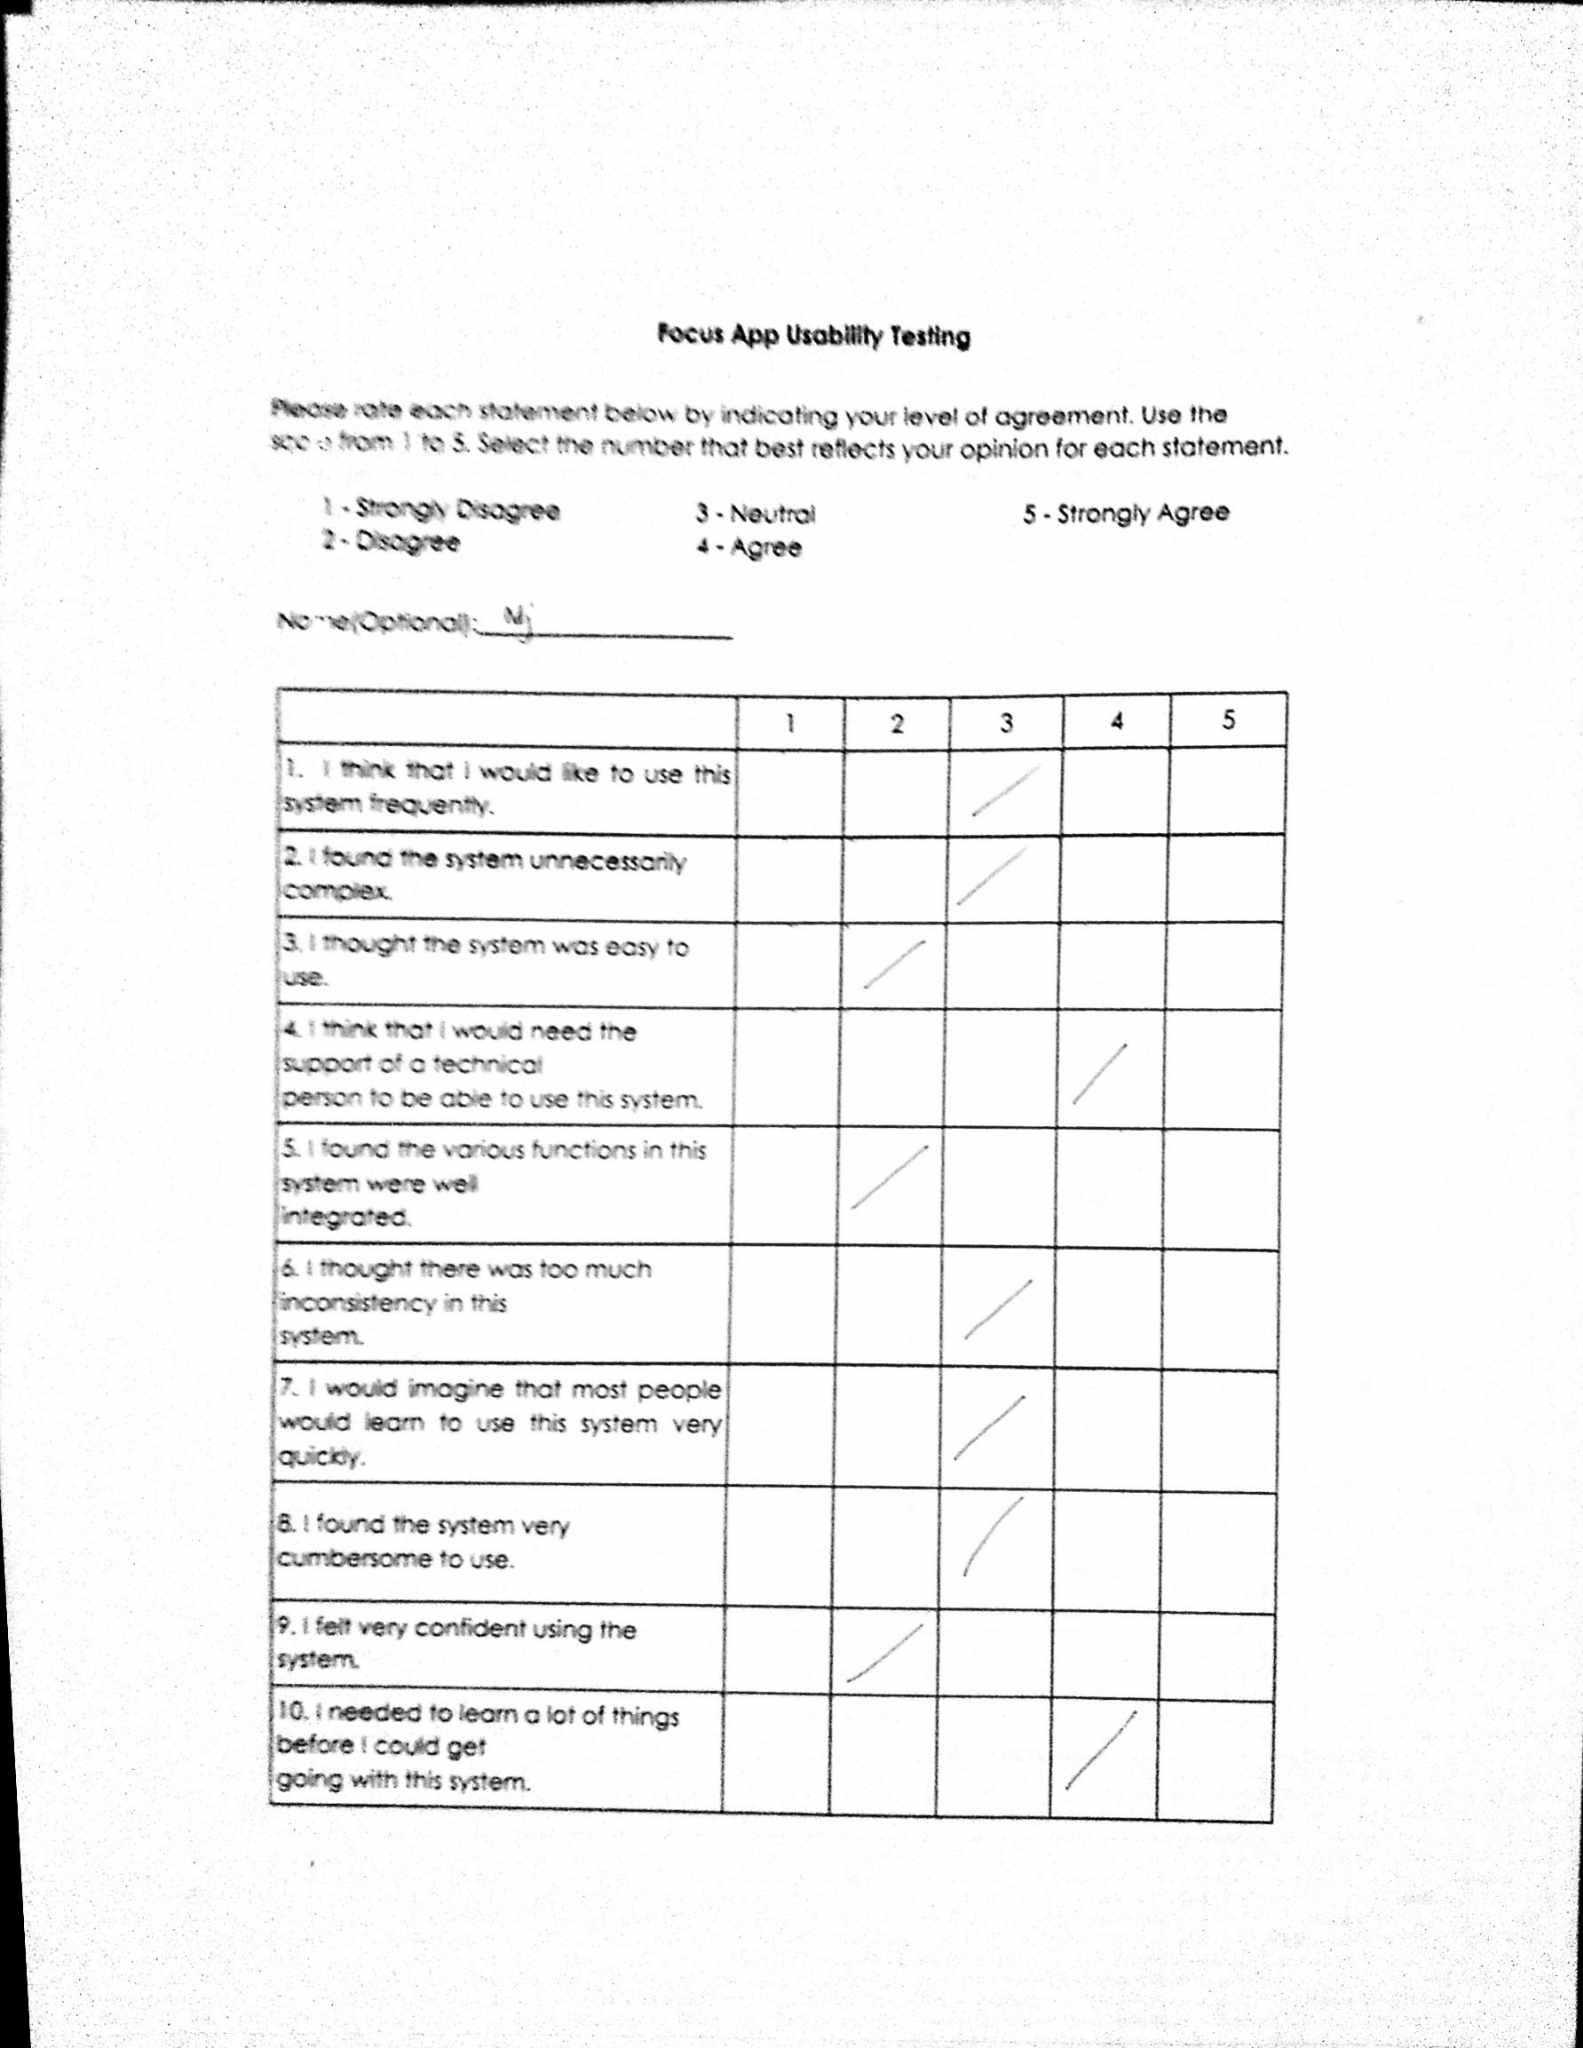 Focus App Usability Testing
Please rate each statement below by indicating your level of agreement. Use the
from 1 to 5. Select the number that best reflects your opinion for each statement.
1 - Strongly Disagree 3 - Neutral 5 - Strongly Agree
2 - Disagree 4 - Agree
Name(Optional): Mj
1 2 3 4 5
1. I think that I would like to use this
system frequently.
2. I found the system unnecessarily
complex.
3. I thought the system was easy to
use.
4. I think that I would need the
support of a technical
person to be able to use this system.
5. I found the various functions in this
system were well
integrated.
6. I thought there was too much
inconsistency in this
system.
7. I would imagine that most people
would learn to use this system very
quickly.
8. I found the system very
cumbersome to use.
9. I felt very confident using the
system.
10. I needed to learn a lot of things
before I could get
going with this system.